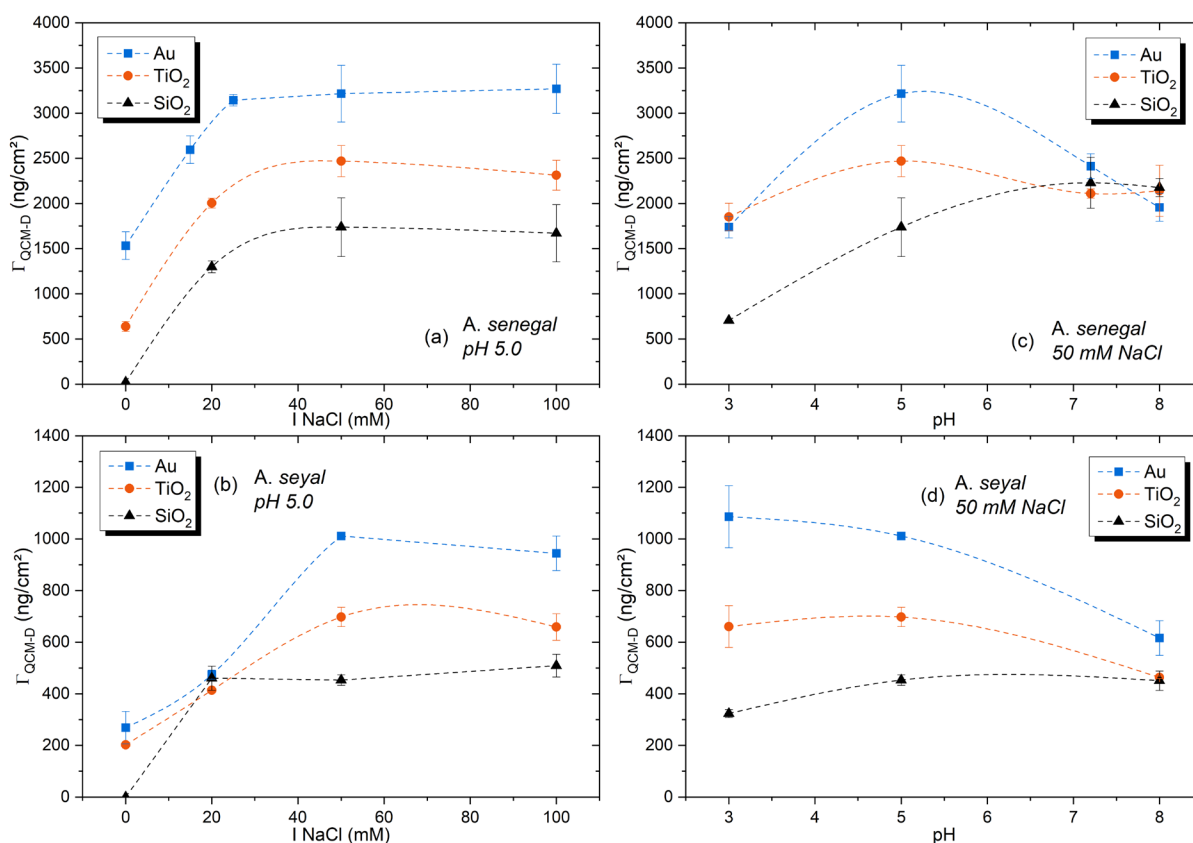 4000
3500
3000
2500
2000
1500
1000
500
0
Γ_QCM-D (ng/cm²)
Au
TiO₂
SiO₂
(a) A. senegal
pH 5.0
0 20 40 60 80 100
I NaCl (mM)
4000
3500
3000
2500
2000
1500
1000
500
0
Γ_QCM-D (ng/cm²)
Au
TiO₂
SiO₂
(c) A. senegal
50 mM NaCl
3 4 5 6 7 8
pH
1400
1200
1000
800
600
400
200
0
Γ_QCM-D (ng/cm²)
Au
TiO₂
SiO₂
(b) A. seyal
pH 5.0
0 20 40 60 80 100
I NaCl (mM)
1400
1200
1000
800
600
400
200
0
Γ_QCM-D (ng/cm²)
Au
TiO₂
SiO₂
(d) A. seyal
50 mM NaCl
3 4 5 6 7 8
pH